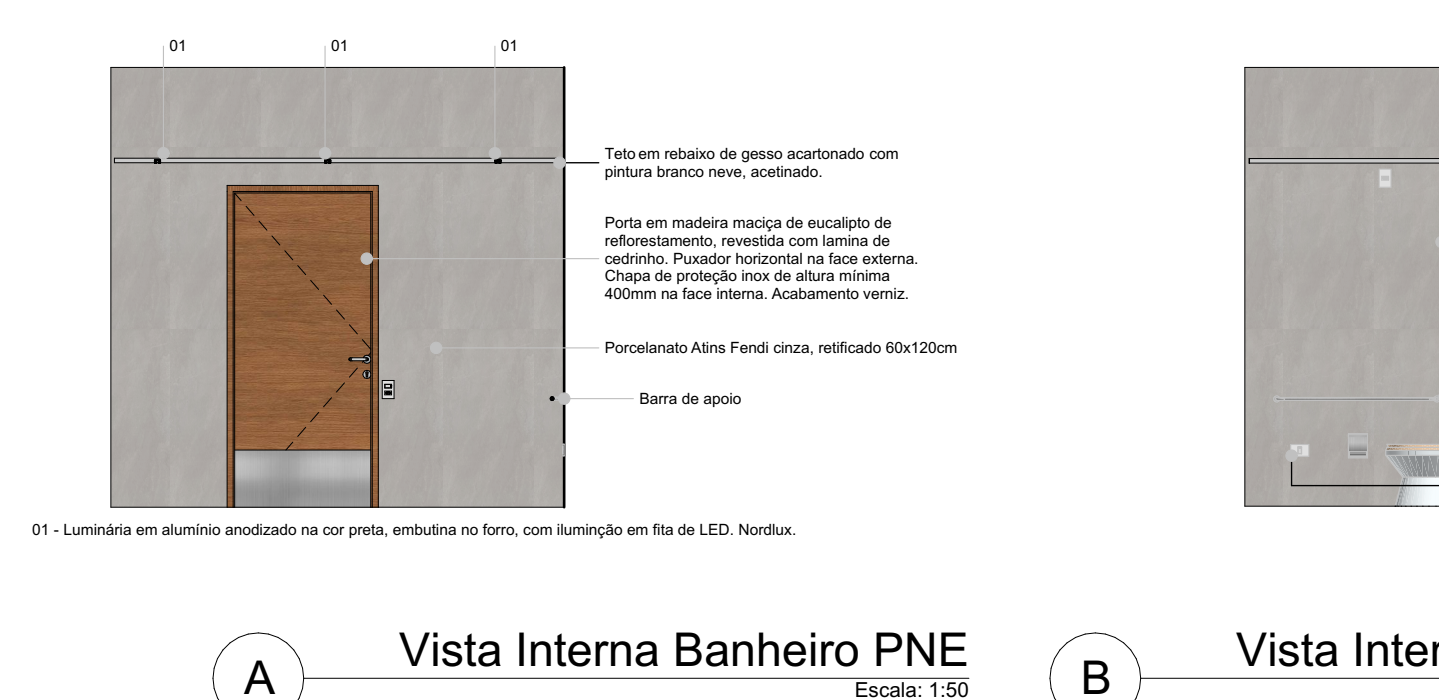 01
01
01
Teto em rebaixo de gesso acartonado com
pintura branco neve, acetinado.
Porta em madeira maciça de eucalipto de
reflorestamento, revestida com lamina de
cedrinho. Puxador horizontal na face externa.
Chapa de proteção inox de altura mínima
400mm na face interna. Acabamento verniz.
Porcelanato Atins Fendi cinza, retificado 60x120cm
Barra de apoio
01 - Luminária em alumínio anodizado na cor preta, embutina no forro, com iluminção em fita de LED. Nordlux.
A
Vista Interna Banheiro PNE
Escala: 1:50
B
Vista Inter